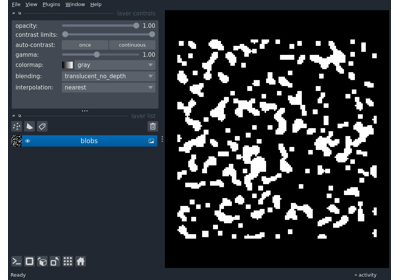 File View Plugins Window Help
layer controls
opacity: 1.00
contrast limits:
auto-contrast: once continuous
gamma: 1.00
colormap: gray
blending: translucent_no_depth
interpolation: nearest
layer list
blobs
Ready activity